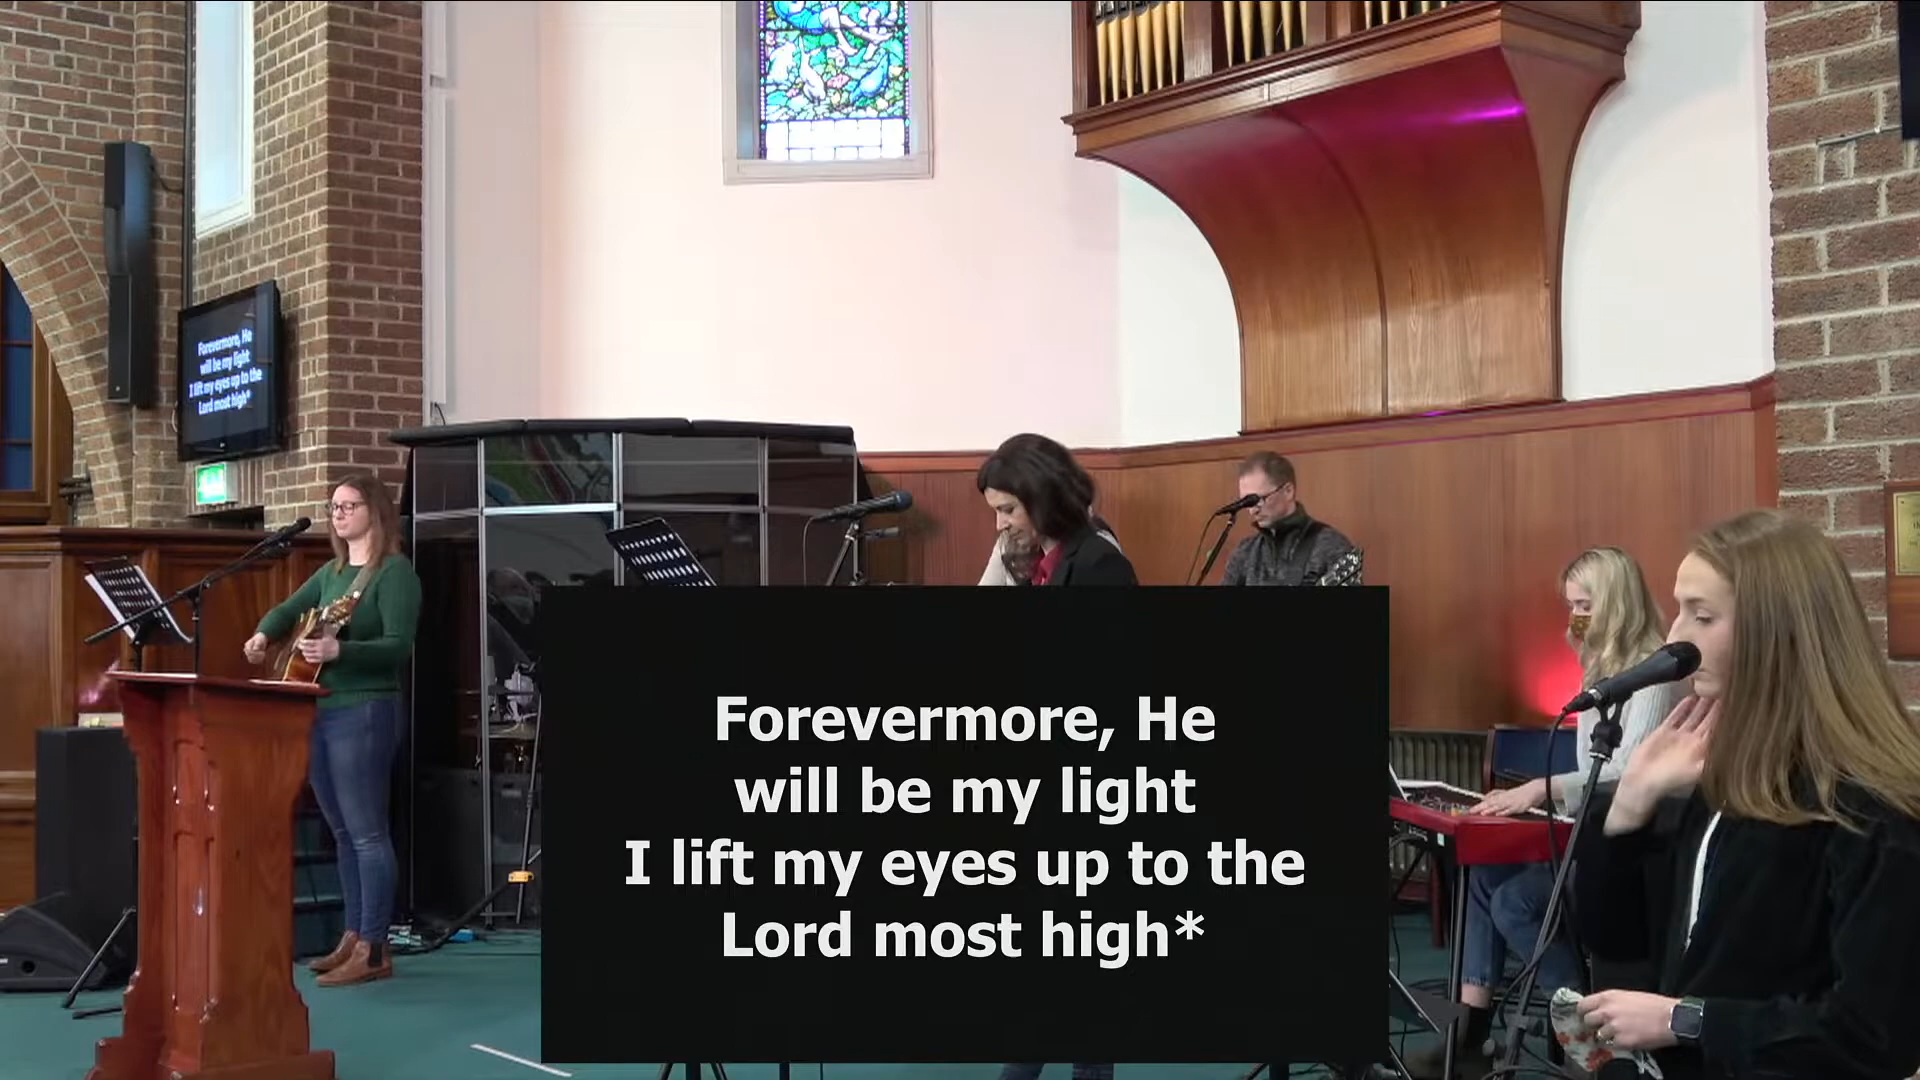 Forevermore, He
will be my light
I lift my eyes up to the
Lord most high*
Forevermore, He
will be my light
I lift my eyes up to the
Lord most high*